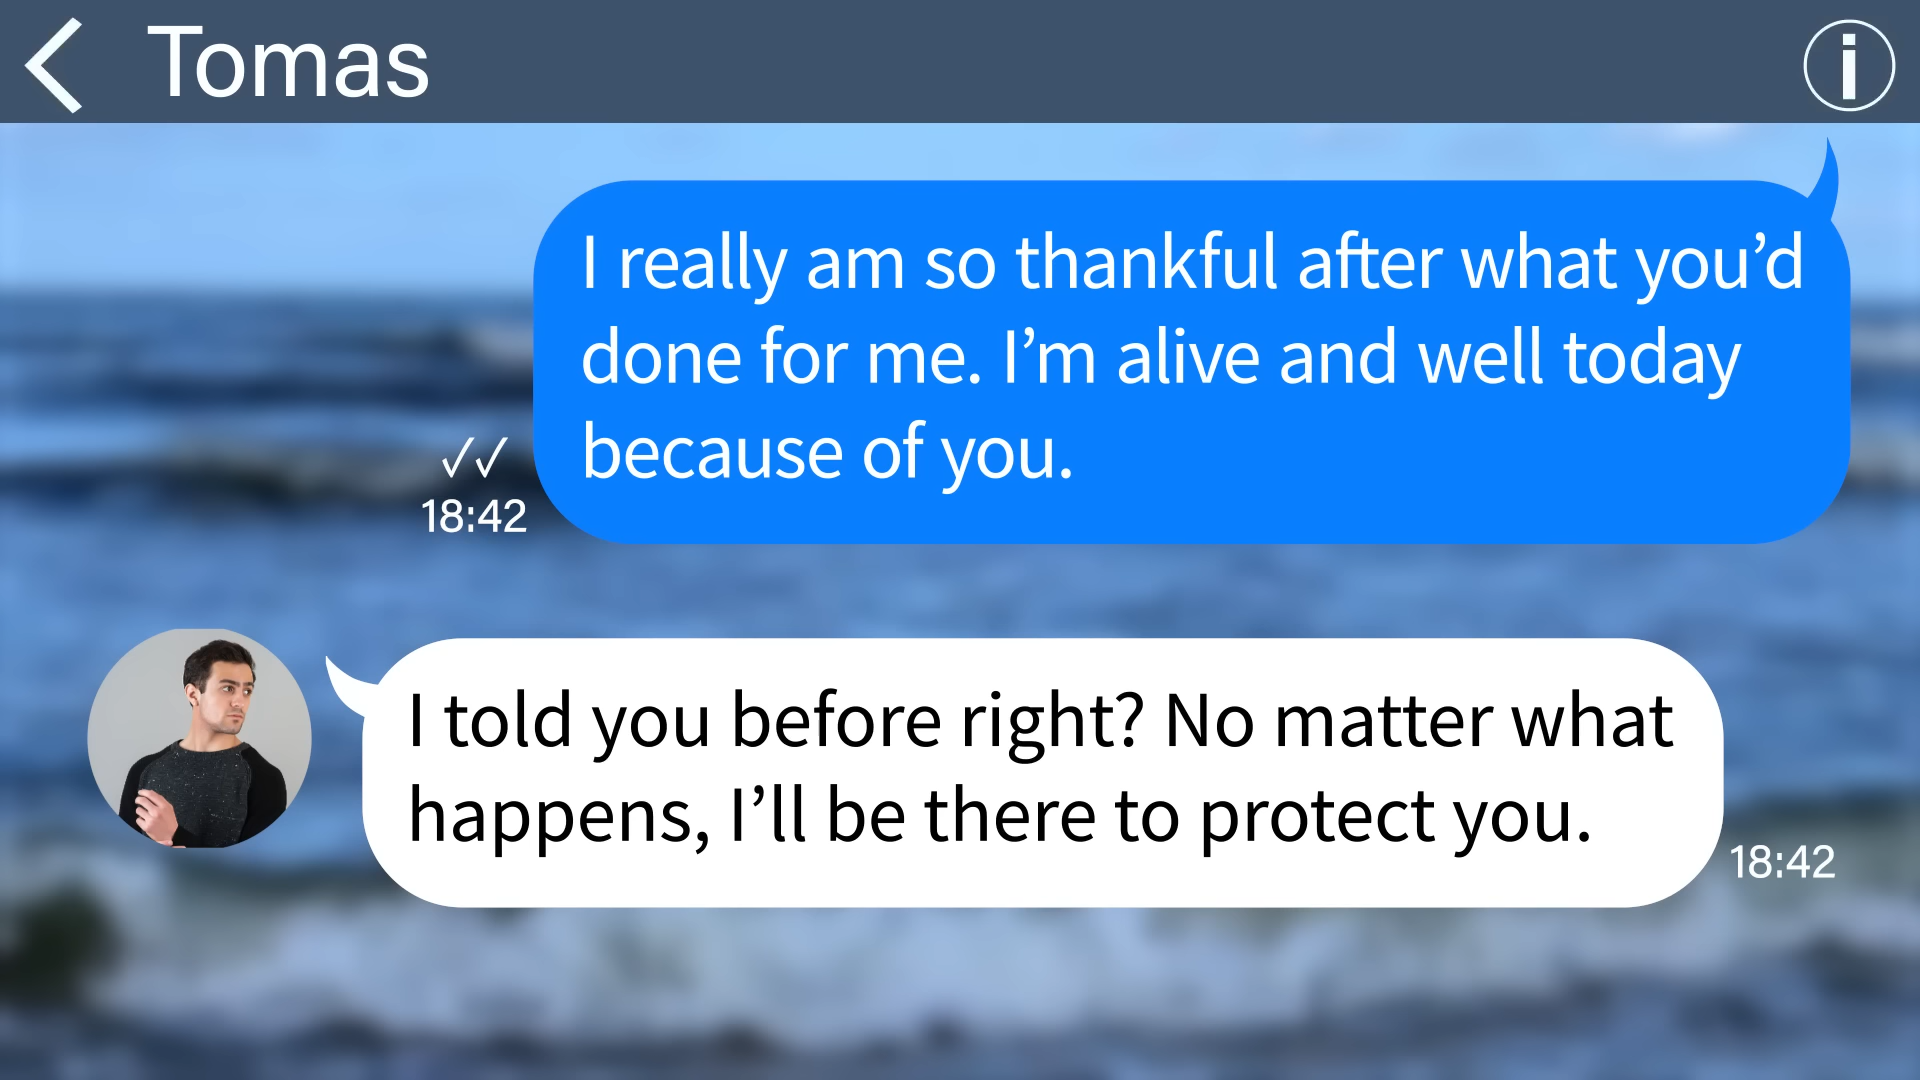 Tomas
I really am so thankful after what you’d
done for me. I’m alive and well today
because of you.
✓✓
18:42
I told you before right? No matter what
happens, I’ll be there to protect you.
18:42